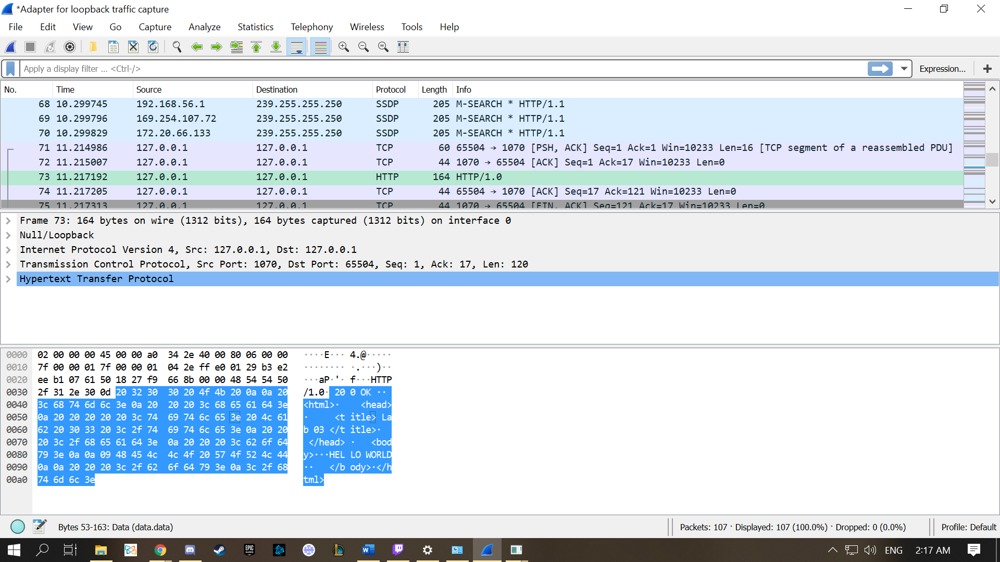 *Adapter for loopback traffic capture
File Edit View Go Capture Analyze Statistics Telephony Wireless Tools Help
Apply a display filter ... <Ctrl-/> Expression... +
No. Time Source Destination Protocol Length Info
68 10.299745 192.168.56.1 239.255.255.250 SSDP 205 M-SEARCH * HTTP/1.1
69 10.299796 169.254.107.72 239.255.255.250 SSDP 205 M-SEARCH * HTTP/1.1
70 10.299829 172.20.66.133 239.255.255.250 SSDP 205 M-SEARCH * HTTP/1.1
71 11.214986 127.0.0.1 127.0.0.1 TCP 60 65504 → 1070 [PSH, ACK] Seq=1 Ack=1 Win=10233 Len=16 [TCP segment of a reassembled PDU]
72 11.215007 127.0.0.1 127.0.0.1 TCP 44 1070 → 65504 [ACK] Seq=1 Ack=17 Win=10233 Len=0
73 11.217192 127.0.0.1 127.0.0.1 HTTP 164 HTTP/1.0
74 11.217205 127.0.0.1 127.0.0.1 TCP 44 65504 → 1070 [ACK] Seq=17 Ack=121 Win=10233 Len=0
75 11.217313 127.0.0.1 127.0.0.1 TCP 44 1070 → 65504 [FIN, ACK] Seq=121 Ack=17 Win=10233 Len=0
Frame 73: 164 bytes on wire (1312 bits), 164 bytes captured (1312 bits) on interface 0
Null/Loopback
Internet Protocol Version 4, Src: 127.0.0.1, Dst: 127.0.0.1
Transmission Control Protocol, Src Port: 1070, Dst Port: 65504, Seq: 1, Ack: 17, Len: 120
Hypertext Transfer Protocol
0000 02 00 00 00 45 00 00 a0 34 2e 40 00 80 06 00 00 ····E··· 4.@·····
0010 7f 00 00 01 7f 00 00 01 04 2e ff e0 01 29 b3 e2 ········ ·.···)··
0020 ee b1 07 61 50 18 27 f9 66 8b 00 00 48 54 54 50 ···aP·'· f···HTTP
0030 2f 31 2e 30 0d 20 32 30 30 20 4f 4b 20 0a 0a 20 /1.0· 20 0 OK ··
0040 3c 68 74 6d 6c 3e 0a 20 20 20 3c 68 65 61 64 3e <html>· <head>
0050 0a 20 20 20 20 20 3c 74 69 74 6c 65 3e 20 4c 61 · <t itle> La
0060 62 20 30 33 20 3c 2f 74 69 74 6c 65 3e 0a 20 20 b 03 </t itle>·
0070 20 3c 2f 68 65 61 64 3e 0a 20 20 20 3c 62 6f 64 </head> · <bod
0080 79 3e 0a 0a 09 48 45 4c 4c 4f 20 57 4f 52 4c 44 y>···HEL LO WORLD
0090 0a 0a 20 20 20 3c 2f 62 6f 64 79 3e 0a 3c 2f 68 ·· </b ody>·</h
00a0 74 6d 6c 3e tml>
Bytes 53-163: Data (data.data) Packets: 107 · Displayed: 107 (100.0%) · Dropped: 0 (0.0%) Profile: Default
EPIC GAMES ENG 2:17 AM